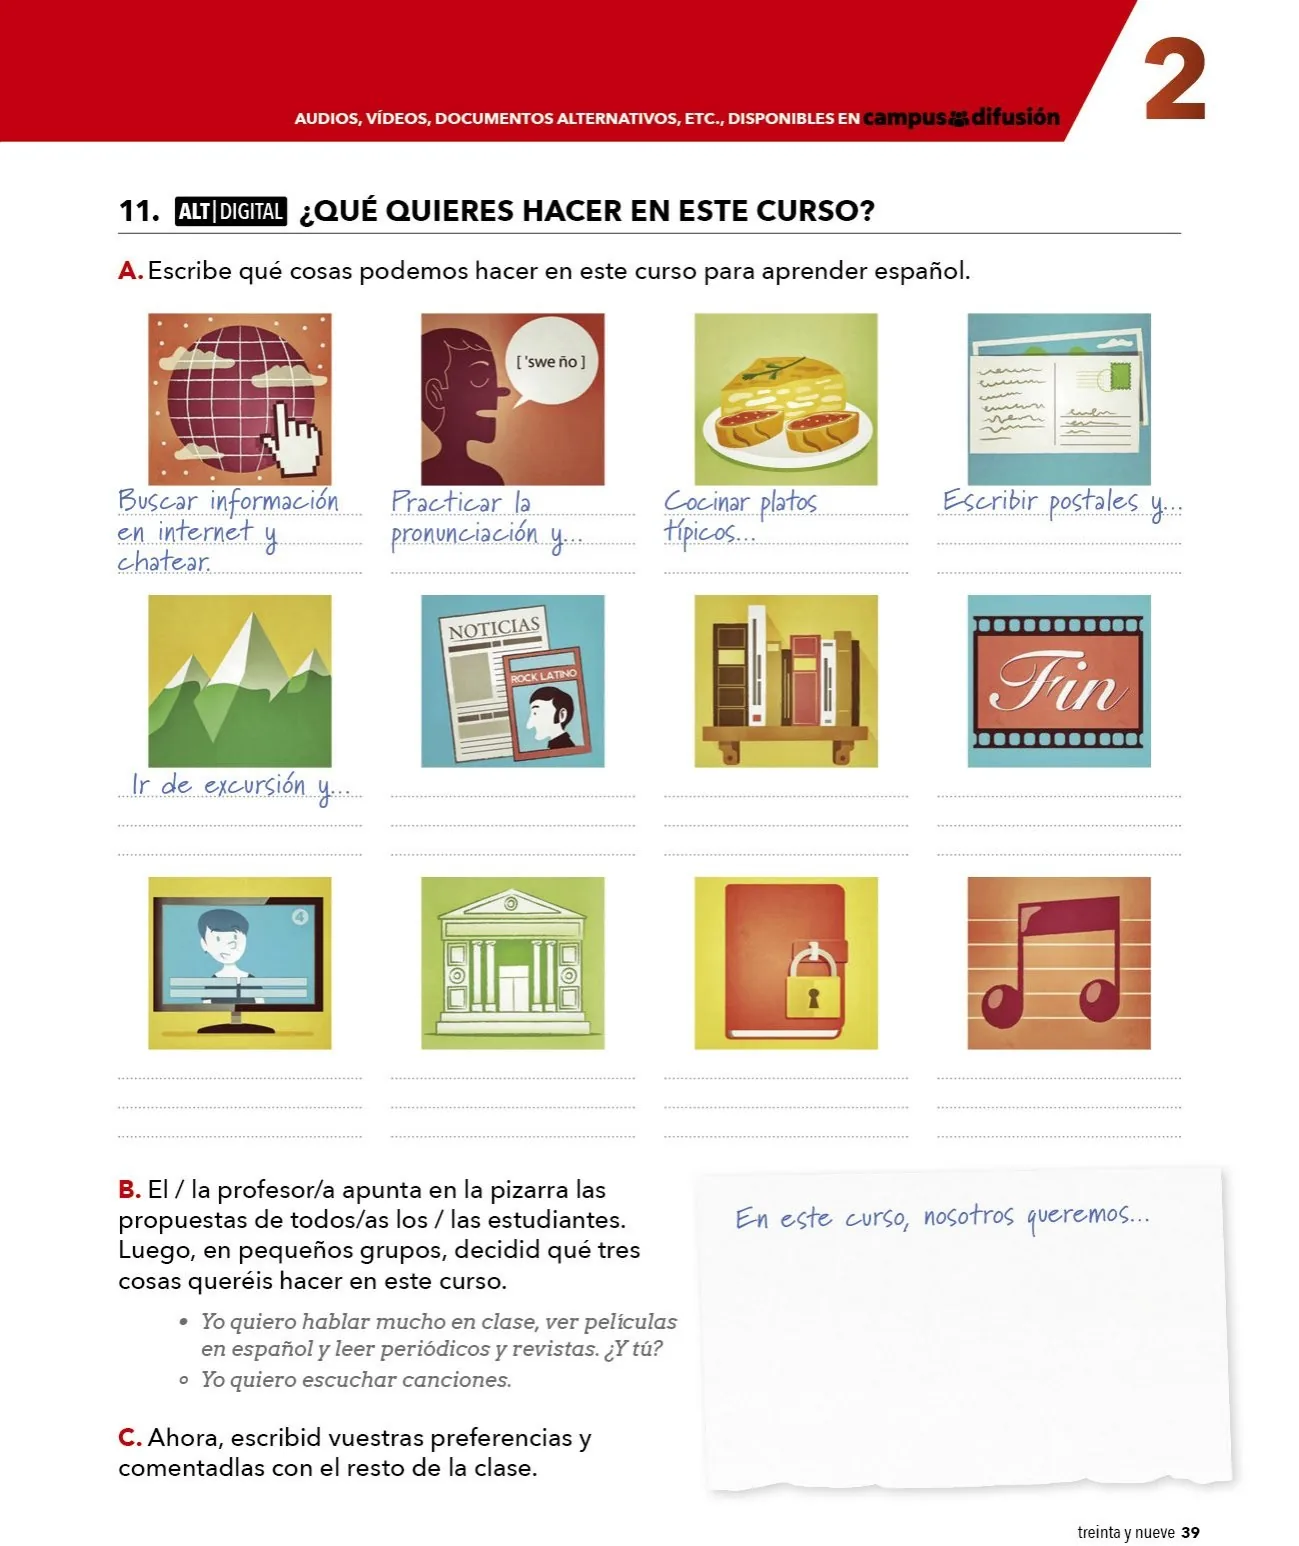 2
AUDIOS, VÍDEOS, DOCUMENTOS ALTERNATIVOS, ETC., DISPONIBLES EN campus difusión
11. ALT|DIGITAL ¿QUÉ QUIERES HACER EN ESTE CURSO?
A. Escribe qué cosas podemos hacer en este curso para aprender español.
['swe ño]
Buscar información
en internet y
chatear.
Practicar la
pronunciación y...
Cocinar platos
típicos...
Escribir postales y...
NOTICIAS
ROCK LATINO
Fin
Ir de excursión y...
4
B. El / la profesor/a apunta en la pizarra las
propuestas de todos/as los / las estudiantes.
Luego, en pequeños grupos, decidid qué tres
cosas queréis hacer en este curso.
• Yo quiero hablar mucho en clase, ver películas
en español y leer periódicos y revistas. ¿Y tú?
○ Yo quiero escuchar canciones.
C. Ahora, escribid vuestras preferencias y
comentadlas con el resto de la clase.
En este curso, nosotros queremos...
treinta y nueve 39